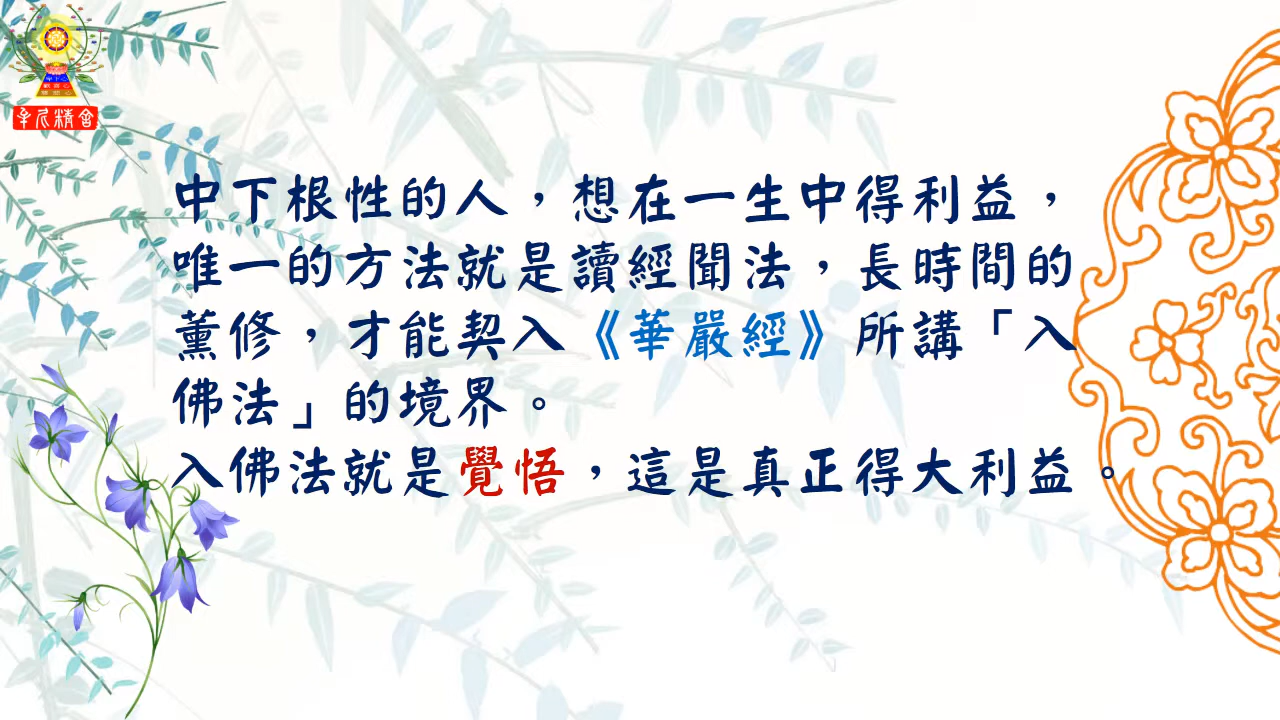 中下根性的人，想在一生中得利益，
唯一的方法就是讀經聞法，長時間的
薰修，才能契入《華嚴經》所講「入
佛法」的境界。
入佛法就是覺悟，這是真正得大利益。